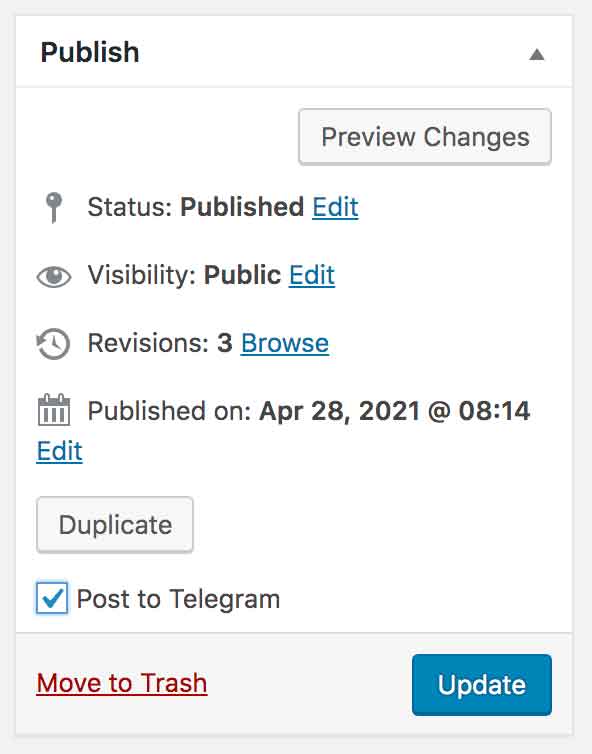 Publish
Preview Changes
Status: Published Edit
Visibility: Public Edit
Revisions: 3 Browse
Published on: Apr 28, 2021 @ 08:14
Edit
Duplicate
Post to Telegram
Move to Trash
Update